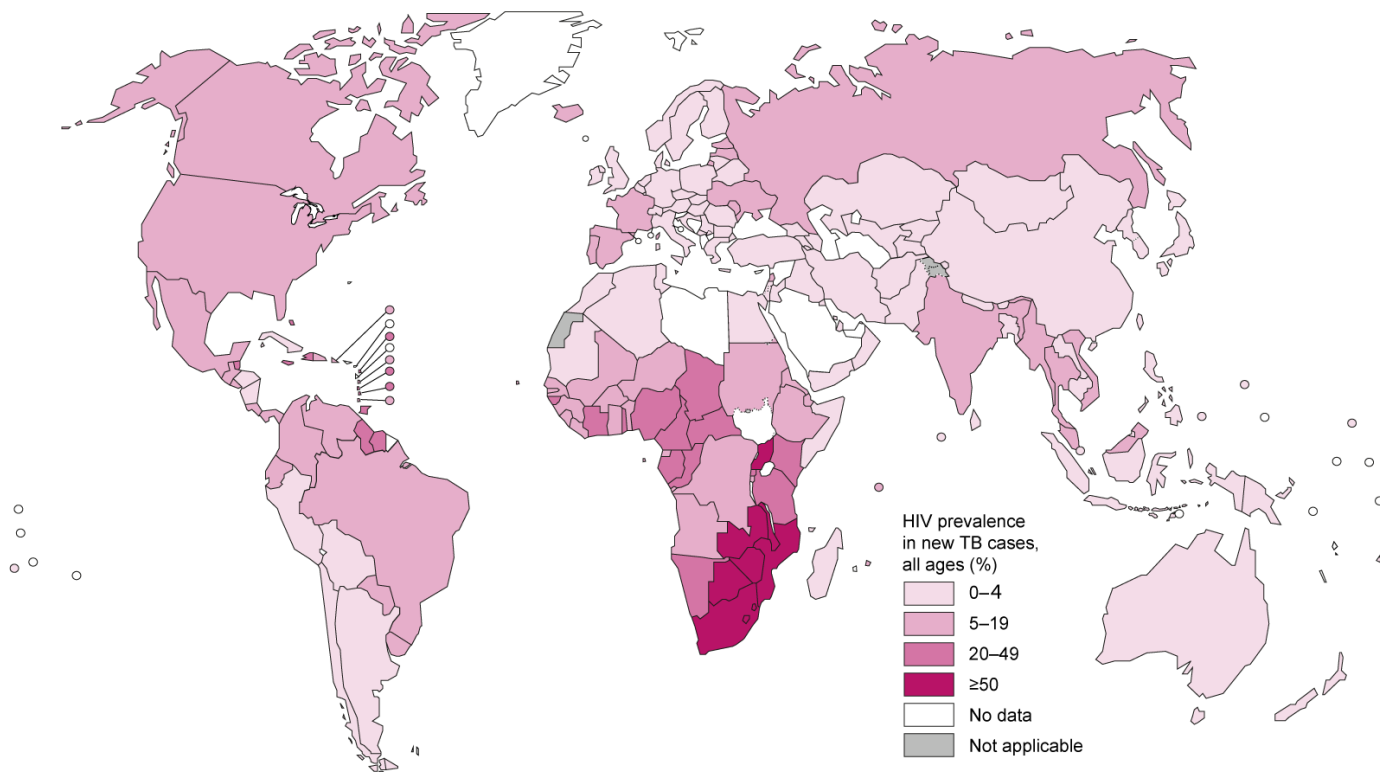 HIV prevalence
in new TB cases,
all ages (%)
0–4
5–19
20–49
≥50
No data
Not applicable